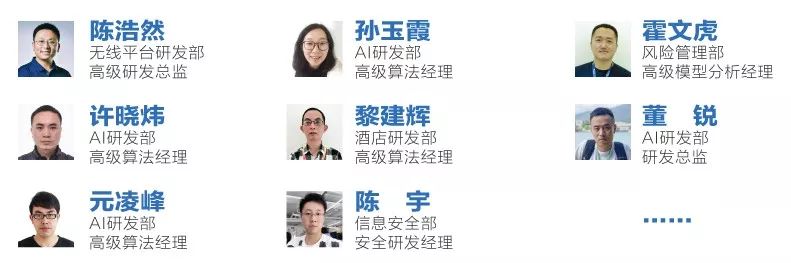 陈浩然
无线平台研发部
高级研发总监
孙玉霞
AI研发部
高级算法经理
霍文虎
风险管理部
高级模型分析经理
许晓炜
AI研发部
高级算法经理
黎建辉
酒店研发部
高级算法经理
董 锐
AI研发部
研发总监
元凌峰
AI研发部
高级算法经理
陈 宇
信息安全部
安全研发经理
......